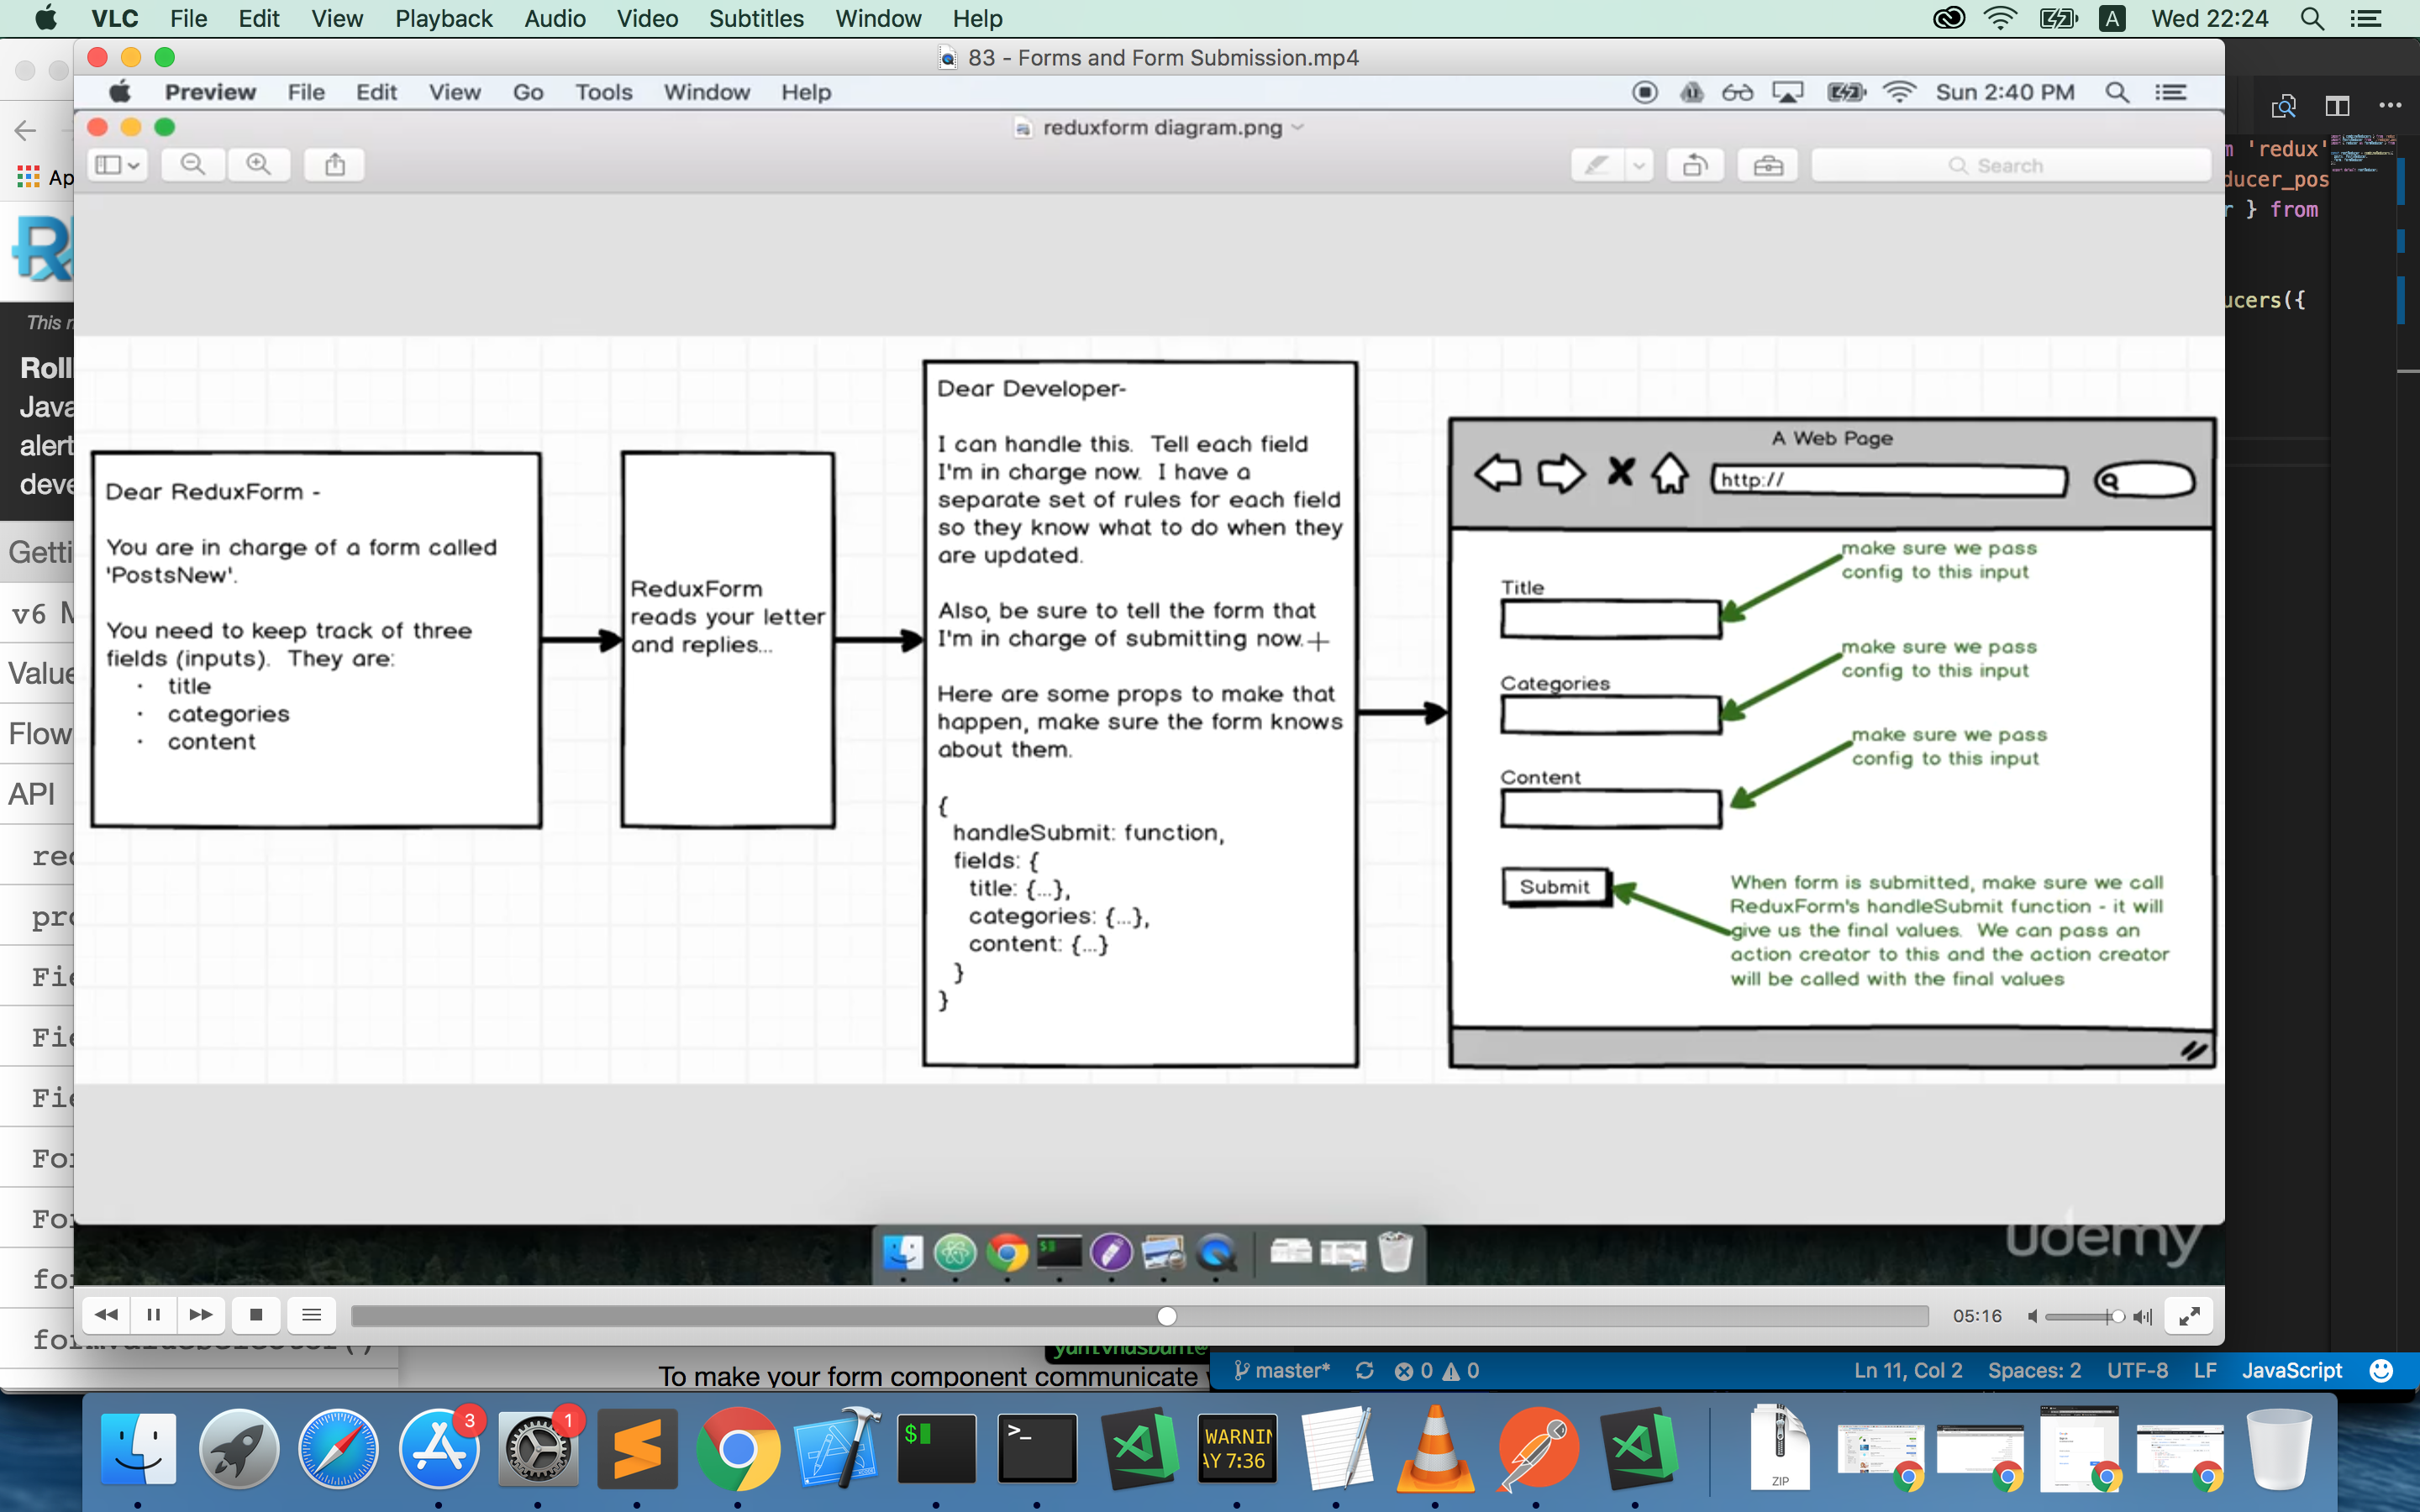 VLC File Edit View Playback Audio Video Subtitles Window Help
A Wed 22:24
83 - Forms and Form Submission.mp4
Preview File Edit View Go Tools Window Help
Sun 2:40 PM
reduxform diagram.png
Search
Dear ReduxForm -
You are in charge of a form called
'PostsNew'.
You need to keep track of three
fields (inputs). They are:
· title
· categories
· content
ReduxForm
reads your letter
and replies...
Dear Developer-
I can handle this. Tell each field
I'm in charge now. I have a
separate set of rules for each field
so they know what to do when they
are updated.
Also, be sure to tell the form that
I'm in charge of submitting now.
Here are some props to make that
happen, make sure the form knows
about them.
{
handleSubmit: function,
fields: {
title: {...},
categories: {...},
content: {...}
}
}
A Web Page
http://
make sure we pass
config to this input
Title
make sure we pass
config to this input
Categories
make sure we pass
config to this input
Content
Submit
When form is submitted, make sure we call
ReduxForm's handleSubmit function - it will
give us the final values. We can pass an
action creator to this and the action creator
will be called with the final values
udemy
05:16
Ap
This r
Roll
Java
alert
deve
Getti
v6 M
Value
Flow
API
red
pro
Fie
Fie
Fie
For
For
for
'redux'
ducer_pos
r } from
ucers({
To make your form component communicate
master* 0 0
Ln 11, Col 2 Spaces: 2 UTF-8 LF JavaScript
3
1
$
>_
WARNIN
AY 7:36
ZIP